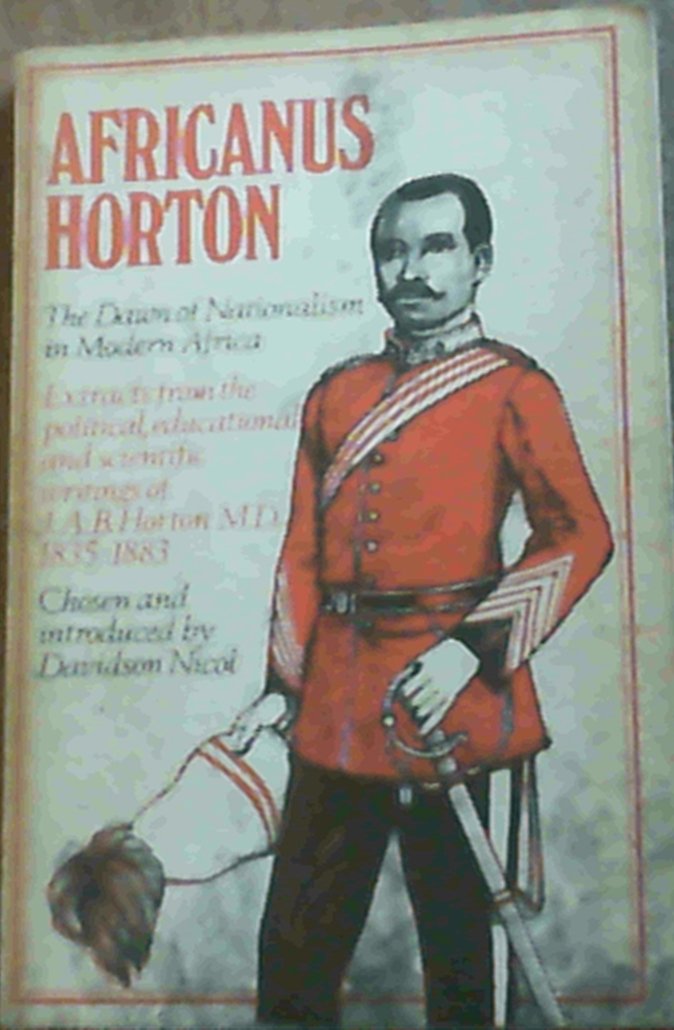 AFRICANUS
HORTON
The Dawn of Nationalism
in Modern Africa
Extracts from the
political, educational
and scientific
writings of
J.A.B. Horton M.D.
1835-1883
Chosen and
introduced by
Davidson Nicol